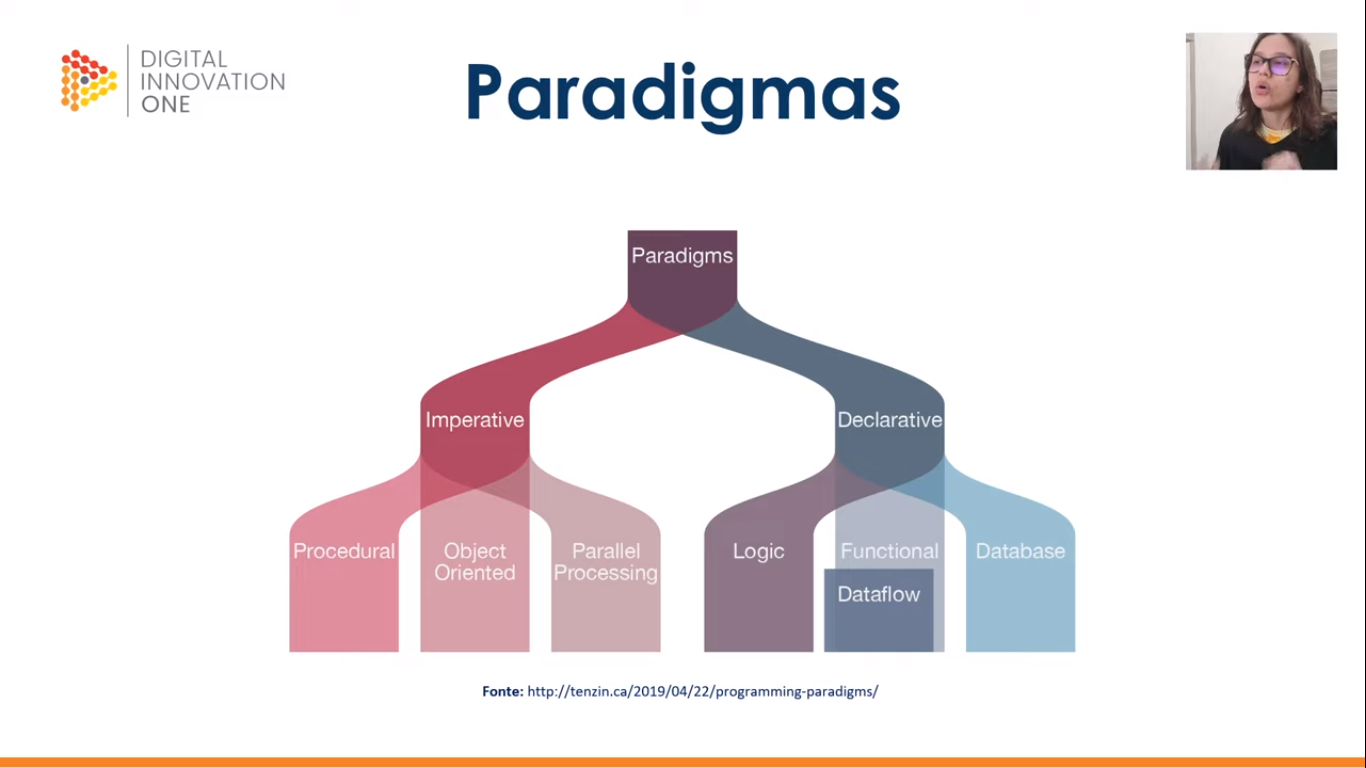 DIGITAL
INNOVATION
ONE
Paradigmas
Paradigms
Imperative
Declarative
Procedural
Object
Oriented
Parallel
Processing
Logic
Functional
Dataflow
Database
Fonte: http://tenzin.ca/2019/04/22/programming-paradigms/